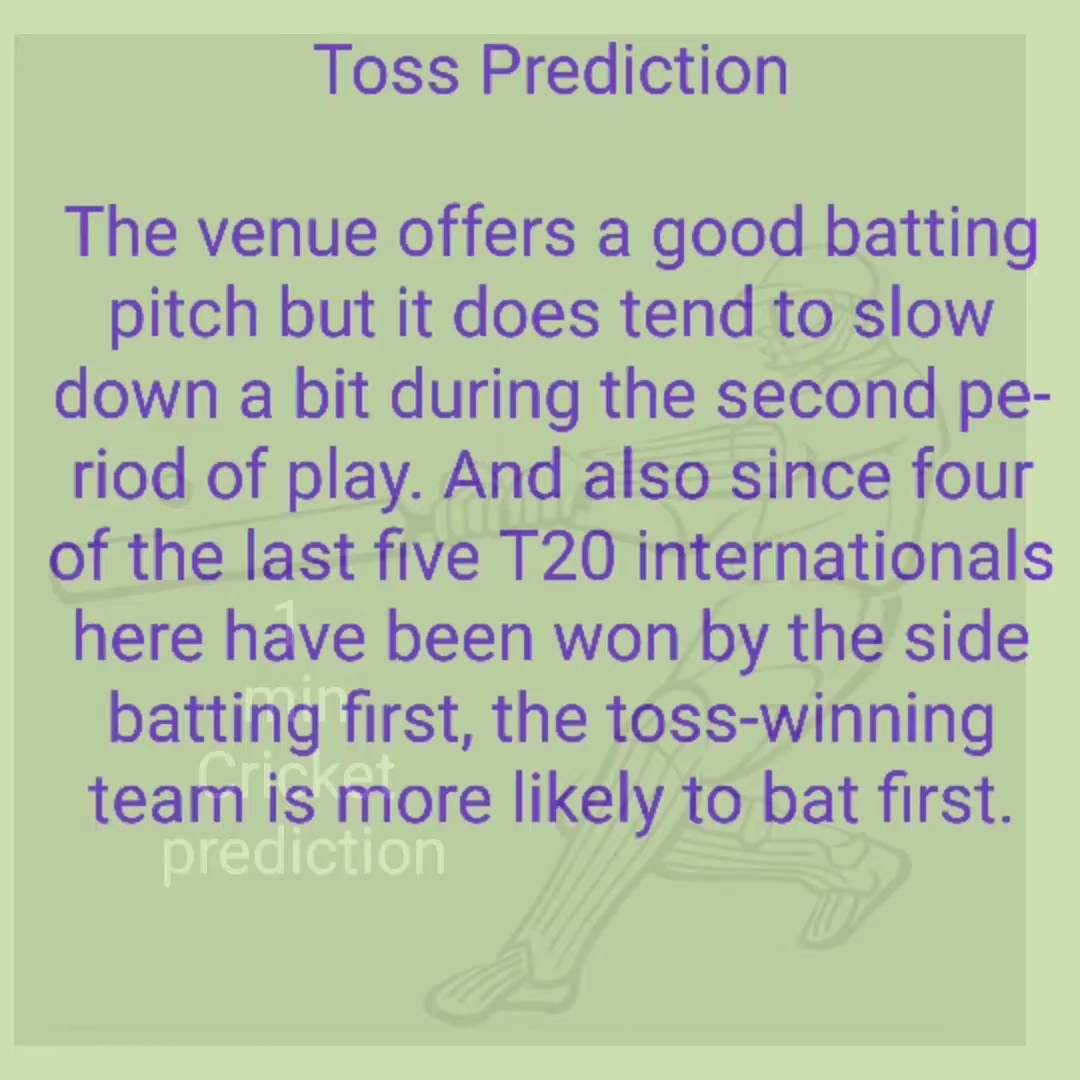 Toss Prediction
The venue offers a good batting
pitch but it does tend to slow
down a bit during the second pe-
riod of play. And also since four
of the last five T20 internationals
here have been won by the side
batting first, the toss-winning
team is more likely to bat first.
1
min
Cricket
prediction